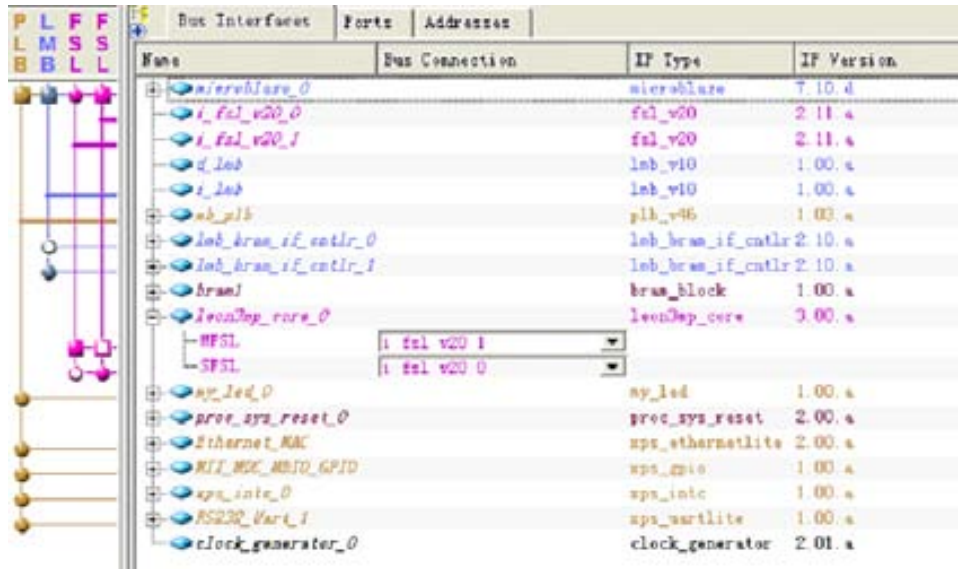 P L F F
L M S S
B B L L
Bus Interfaces Ports Addresses
Name Bus Connection IP Type IP Version
microblaze_0 microblaze 7.10.d
i_fsl_v20_0 fsl_v20 2.11.a
i_fsl_v20_1 fsl_v20 2.11.a
d_lmb lmb_v10 1.00.a
i_lmb lmb_v10 1.00.a
mb_plb plb_v46 1.03.a
lmb_bram_if_cntlr_0 lmb_bram_if_cntlr 2.10.a
lmb_bram_if_cntlr_1 lmb_bram_if_cntlr 2.10.a
bram1 bram_block 1.00.a
leon3mp_core_0 leon3mp_core 3.00.a
MFSL i_fsl_v20_1
SFSL i_fsl_v20_0
my_led_0 my_led 1.00.a
proc_sys_reset_0 proc_sys_reset 2.00.a
Ethernet_MAC xps_ethernetlite 2.00.a
MII_MDC_MDIO_GPIO xps_gpio 1.00.a
xps_intc_0 xps_intc 1.00.a
RS232_Uart_1 xps_uartlite 1.00.a
clock_generator_0 clock_generator 2.01.a